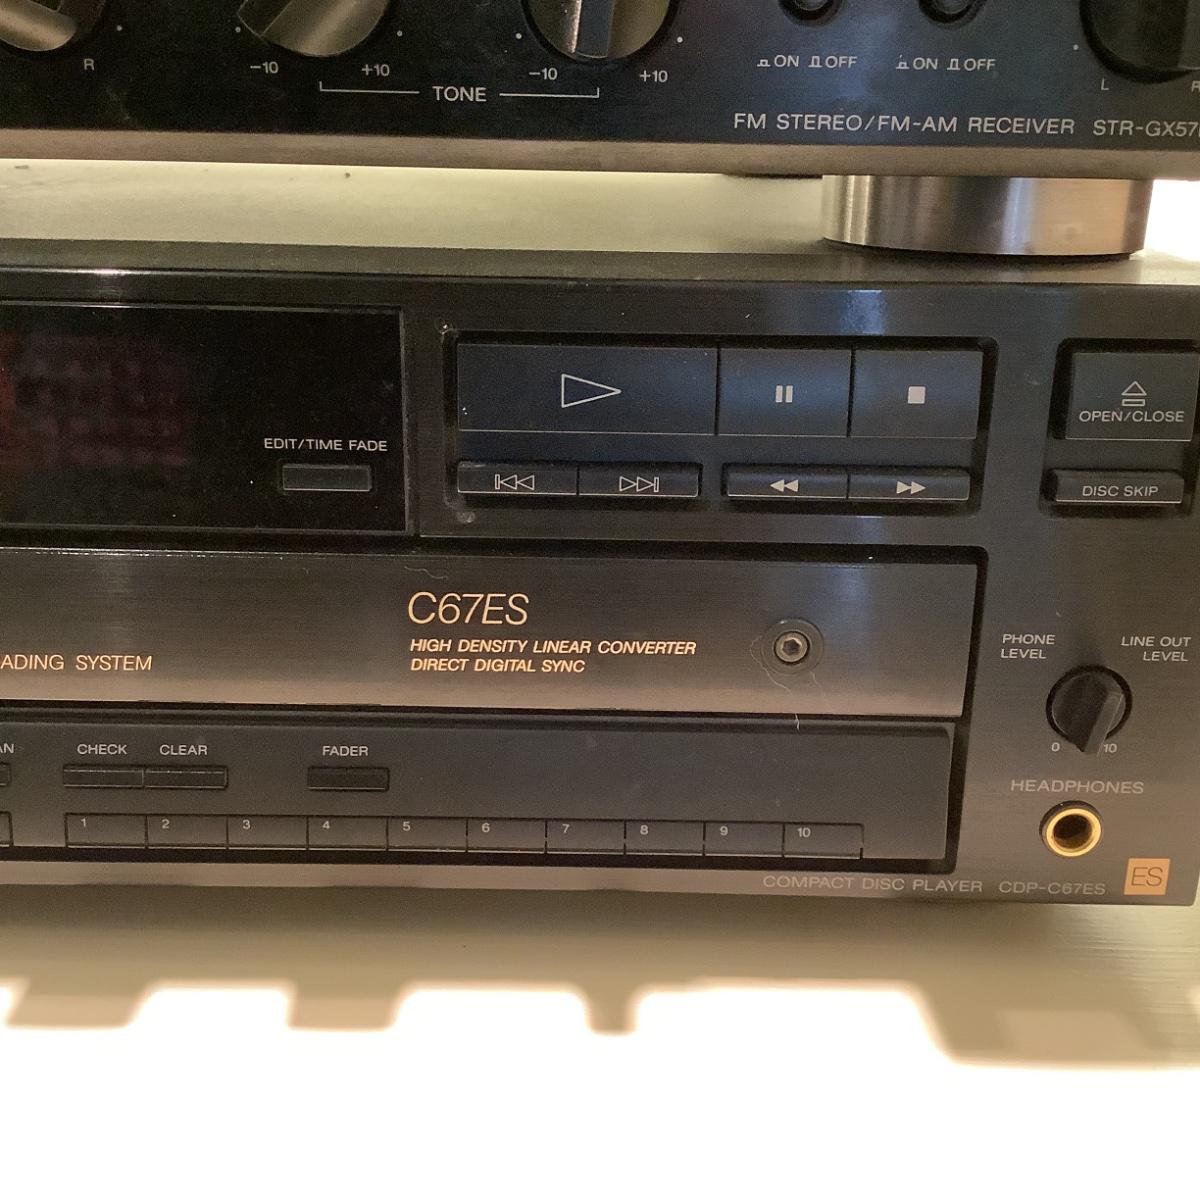 R
-10 +10
-10 +10
TONE
ON OFF
ON OFF
L R
FM STEREO/FM-AM RECEIVER STR-GX57
EDIT/TIME FADE
OPEN/CLOSE
DISC SKIP
C67ES
HIGH DENSITY LINEAR CONVERTER
DIRECT DIGITAL SYNC
ADING SYSTEM
PHONE
LEVEL
LINE OUT
LEVEL
0 10
AN CHECK CLEAR FADER
1 2 3 4 5 6 7 8 9 10
HEADPHONES
COMPACT DISC PLAYER CDP-C67ES
ES